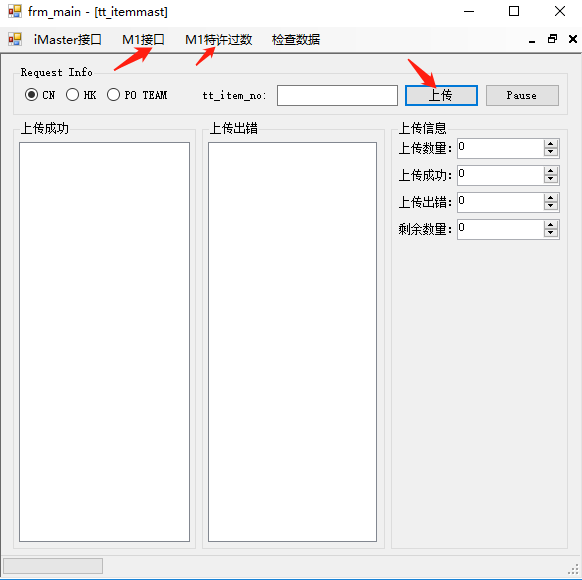 frm_main - [tt_itemmast]
iMaster接口 M1接口 M1特许过数 检查数据
Request Info
CN HK PO TEAM tt_item_no: 上传 Pause
上传成功 上传出错 上传信息
上传数量: 0
上传成功: 0
上传出错: 0
剩余数量: 0